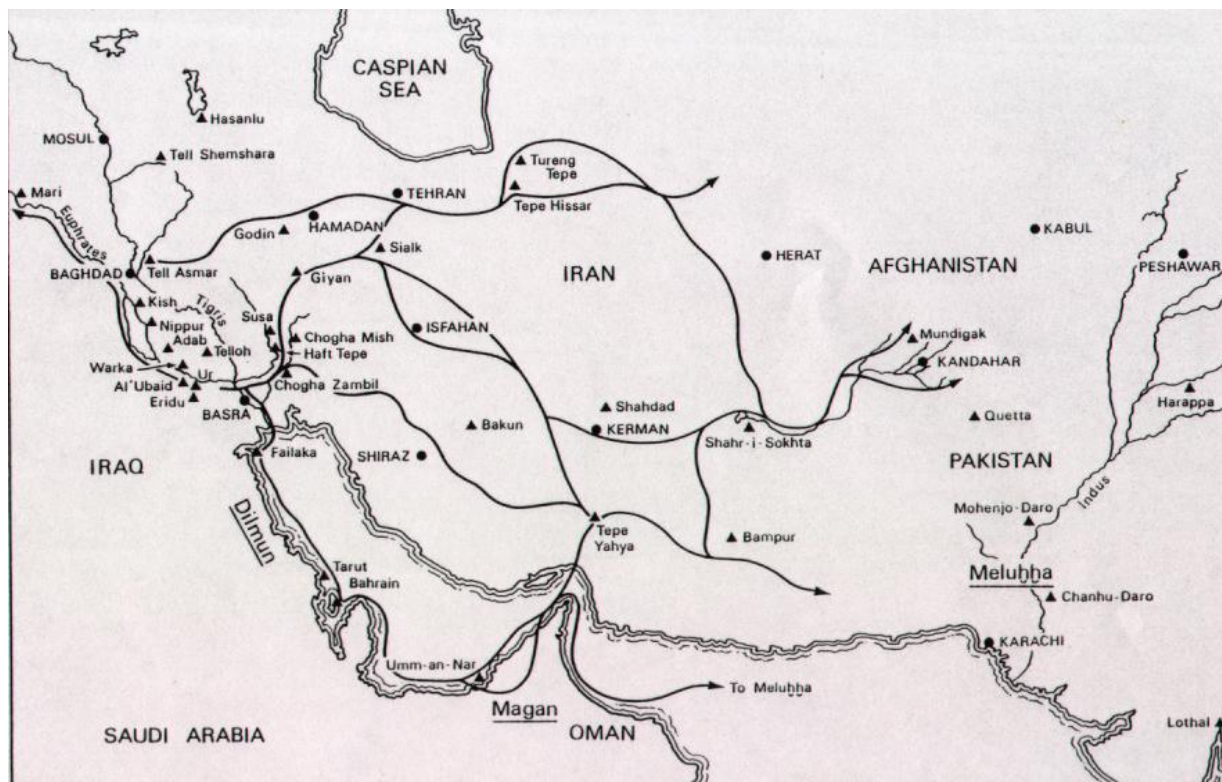 CASPIAN
SEA
Hasanlu
MOSUL
Tell Shemshara
Tureng
Tepe
Mari
TEHRAN
Tepe Hissar
Euphrates
HAMADAN
Godin
KABUL
Sialk
HERAT
PESHAWAR
BAGHDAD
Tell Asmar
Giyan
IRAN
AFGHANISTAN
Kish
Tigris
Susa
Nippur
ISFAHAN
Chogha Mish
Mundigak
Adab
Telloh
Haft Tepe
KANDAHAR
Warka
Ur
Al'Ubaid
Chogha Zambil
Eridu
BASRA
Harappa
Shahdad
Quetta
Bakun
KERMAN
Shahr-i-Sokhta
Failaka
SHIRAZ
IRAQ
PAKISTAN
Indus
Dilmun
Mohenjo-Daro
Tepe
Yahya
Bampur
Tarut
Bahrain
Meluḫḫa
Chanhu-Daro
KARACHI
Umm-an-Nar
To Meluḫḫa
Magan
SAUDI ARABIA
OMAN
Lothal